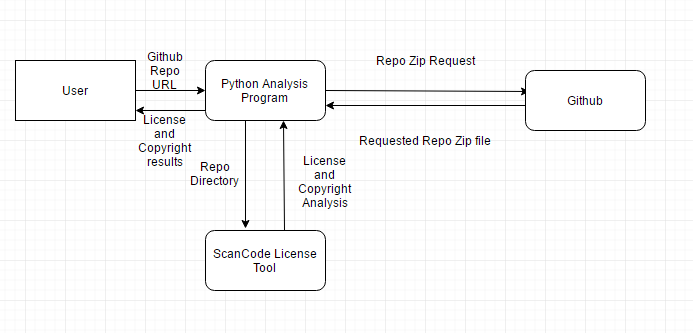 Github
Repo
URL
Repo Zip Request
User
Python Analysis
Program
Github
License
and
Copyright
results
Requested Repo Zip file
Repo
Directory
License
and
Copyright
Analysis
ScanCode License
Tool